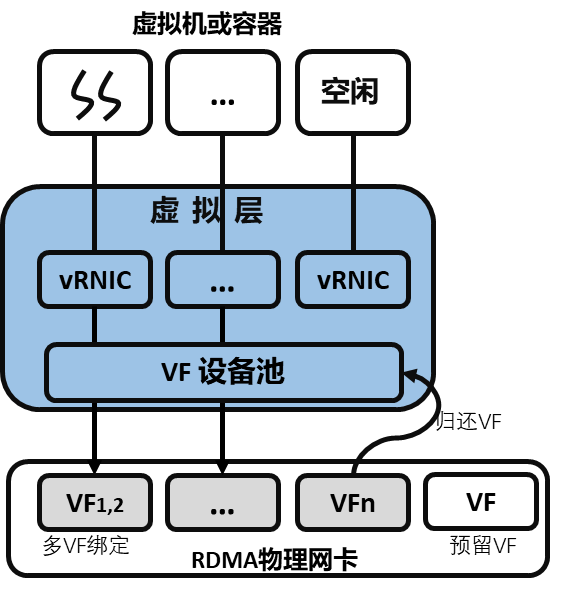 虚拟机或容器
...
空闲
虚 拟 层
vRNIC
...
vRNIC
VF 设备池
归还VF
VF1,2
...
VFn
VF
多VF绑定
预留VF
RDMA物理网卡